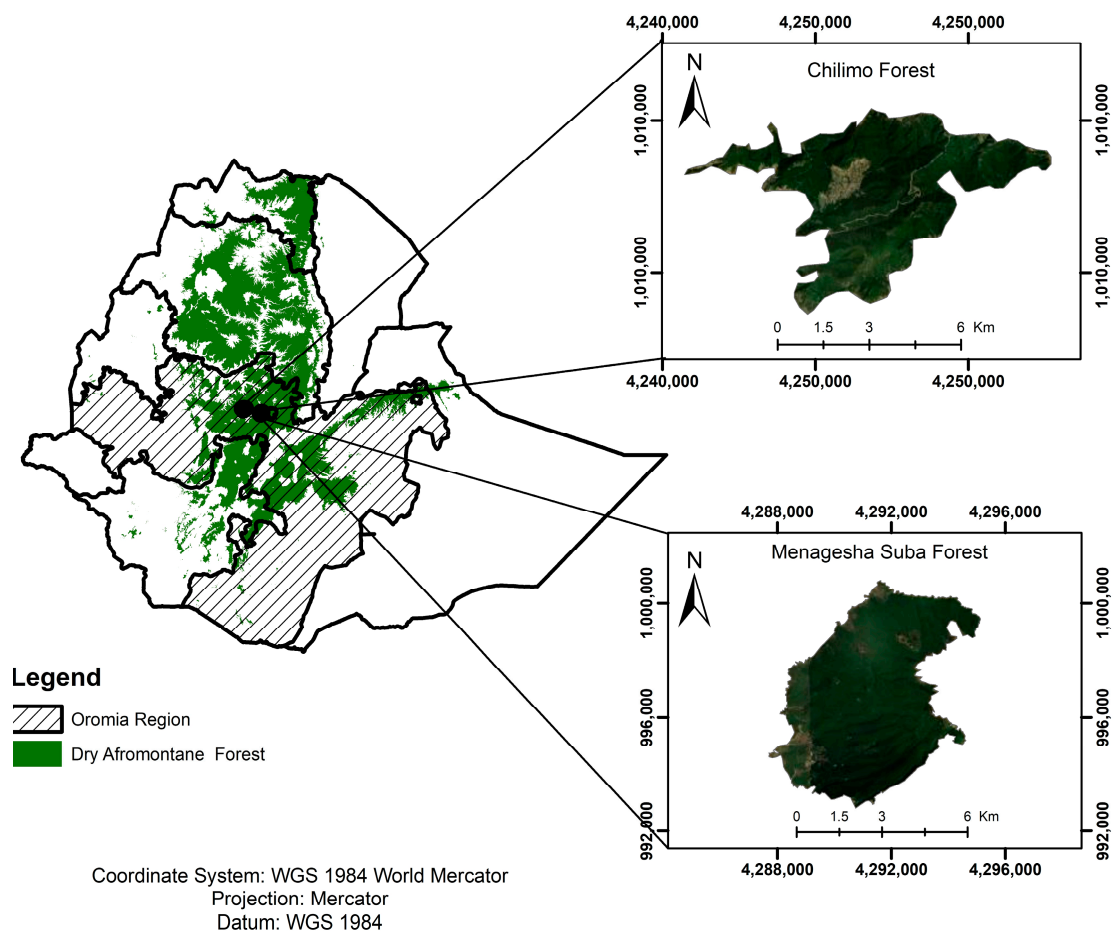 4,240,000 4,250,000 4,250,000
N
Chilimo Forest
1,010,000
1,010,000
1,010,000
1,010,000
0 1.5 3 6 Km
4,240,000 4,250,000 4,250,000
4,288,000 4,292,000 4,296,000
N
Menagesha Suba Forest
1,000,000
1,000,000
996,000
996,000
992,000
992,000
0 1.5 3 6 Km
4,288,000 4,292,000 4,296,000
Legend
Oromia Region
Dry Afromontane Forest
Coordinate System: WGS 1984 World Mercator
Projection: Mercator
Datum: WGS 1984